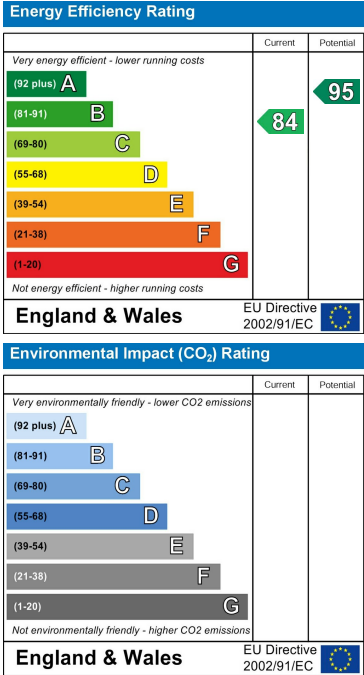 Energy Efficiency Rating
Current Potential
Very energy efficient - lower running costs
(92 plus) A
95
(81-91) B
84
(69-80) C
(55-68) D
(39-54) E
(21-38) F
(1-20) G
Not energy efficient - higher running costs
England & Wales
EU Directive
2002/91/EC
Environmental Impact (CO₂) Rating
Current Potential
Very environmentally friendly - lower CO2 emissions
(92 plus) A
(81-91) B
(69-80) C
(55-68) D
(39-54) E
(21-38) F
(1-20) G
Not environmentally friendly - higher CO2 emissions
England & Wales
EU Directive
2002/91/EC